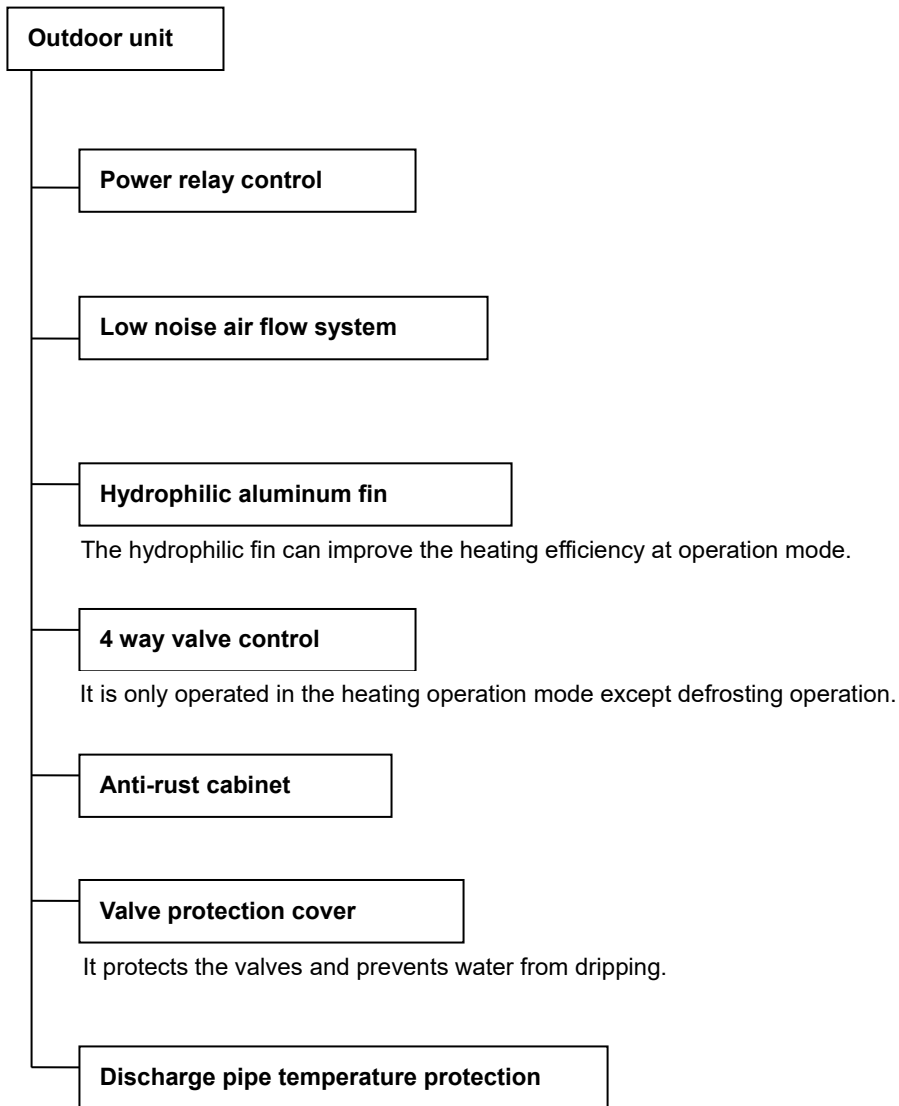 Outdoor unit
Power relay control
Low noise air flow system
Hydrophilic aluminum fin
The hydrophilic fin can improve the heating efficiency at operation mode.
4 way valve control
It is only operated in the heating operation mode except defrosting operation.
Anti-rust cabinet
Valve protection cover
It protects the valves and prevents water from dripping.
Discharge pipe temperature protection